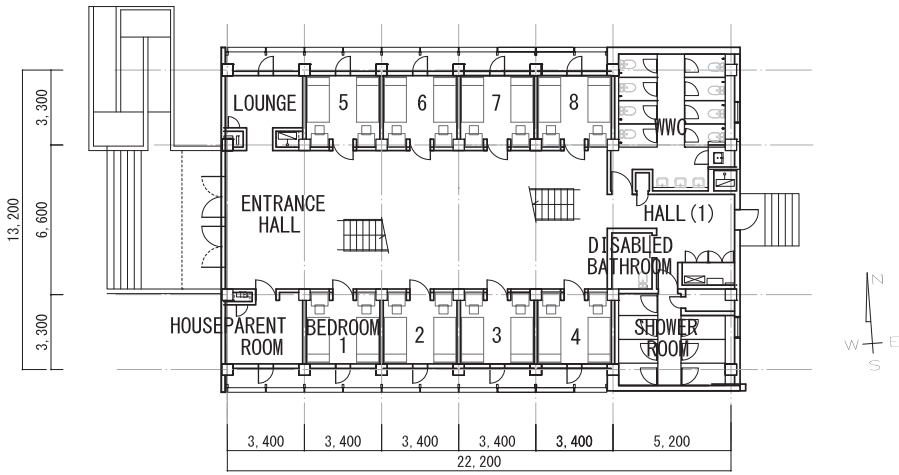 LOUNGE
5
6
7
8
WWC
3,300
ENTRANCE
HALL
HALL(1)
6,600
13,200
DISABLED
BATHROOM
N
W
E
S
HOUSEPARENT
ROOM
BEDROOM
1
2
3
4
SHOWER
ROOM
3,300
3,400
3,400
3,400
3,400
3,400
5,200
22,200